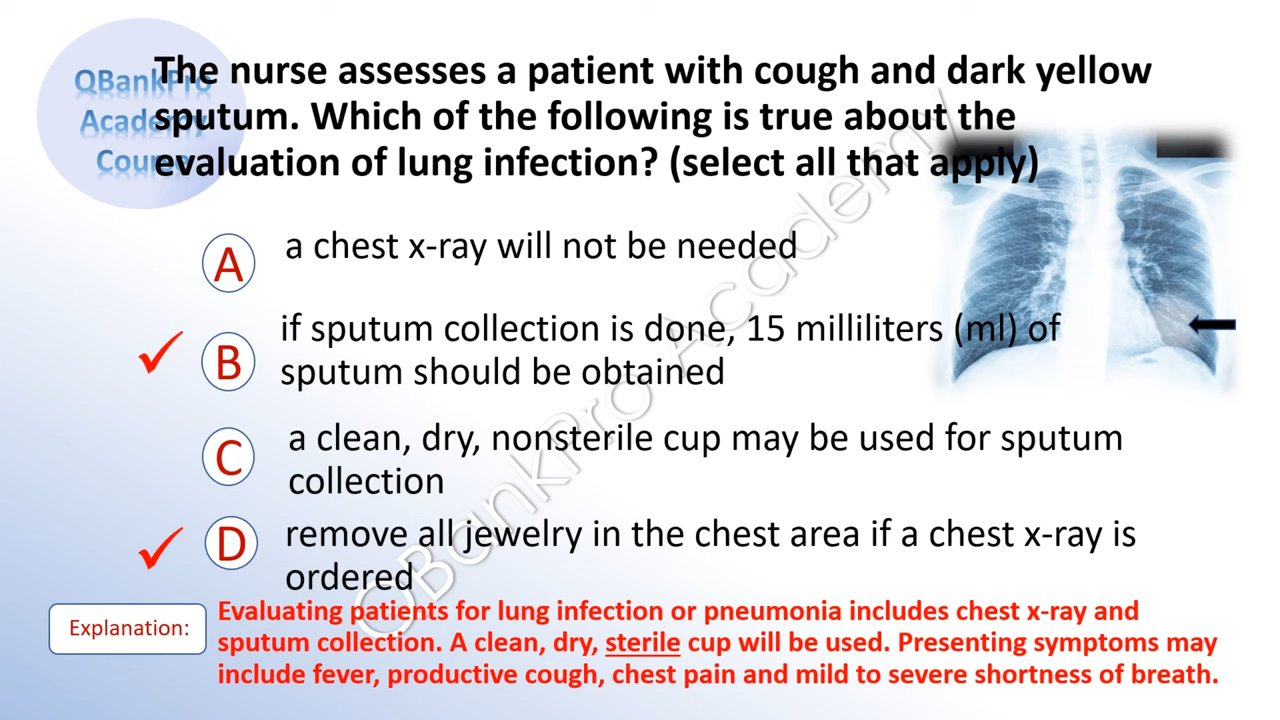 QBankPro
Academy
Course
The nurse assesses a patient with cough and dark yellow
sputum. Which of the following is true about the
evaluation of lung infection? (select all that apply)
A
a chest x-ray will not be needed
B
if sputum collection is done, 15 milliliters (ml) of
sputum should be obtained
C
a clean, dry, nonsterile cup may be used for sputum
collection
D
remove all jewelry in the chest area if a chest x-ray is
ordered
Explanation:
Evaluating patients for lung infection or pneumonia includes chest x-ray and
sputum collection. A clean, dry, sterile cup will be used. Presenting symptoms may
include fever, productive cough, chest pain and mild to severe shortness of breath.
QBankPro Academy